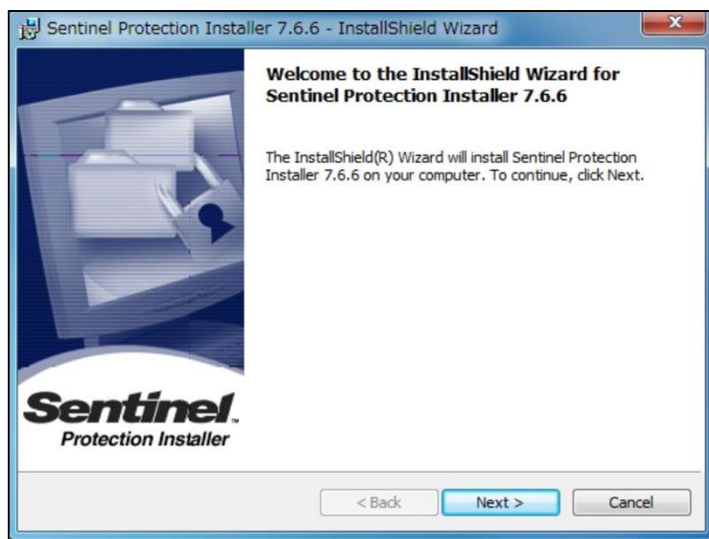 Sentinel Protection Installer 7.6.6 - InstallShield Wizard
Welcome to the InstallShield Wizard for
Sentinel Protection Installer 7.6.6
The InstallShield(R) Wizard will install Sentinel Protection
Installer 7.6.6 on your computer. To continue, click Next.
Sentinel™
Protection Installer
< Back Next > Cancel